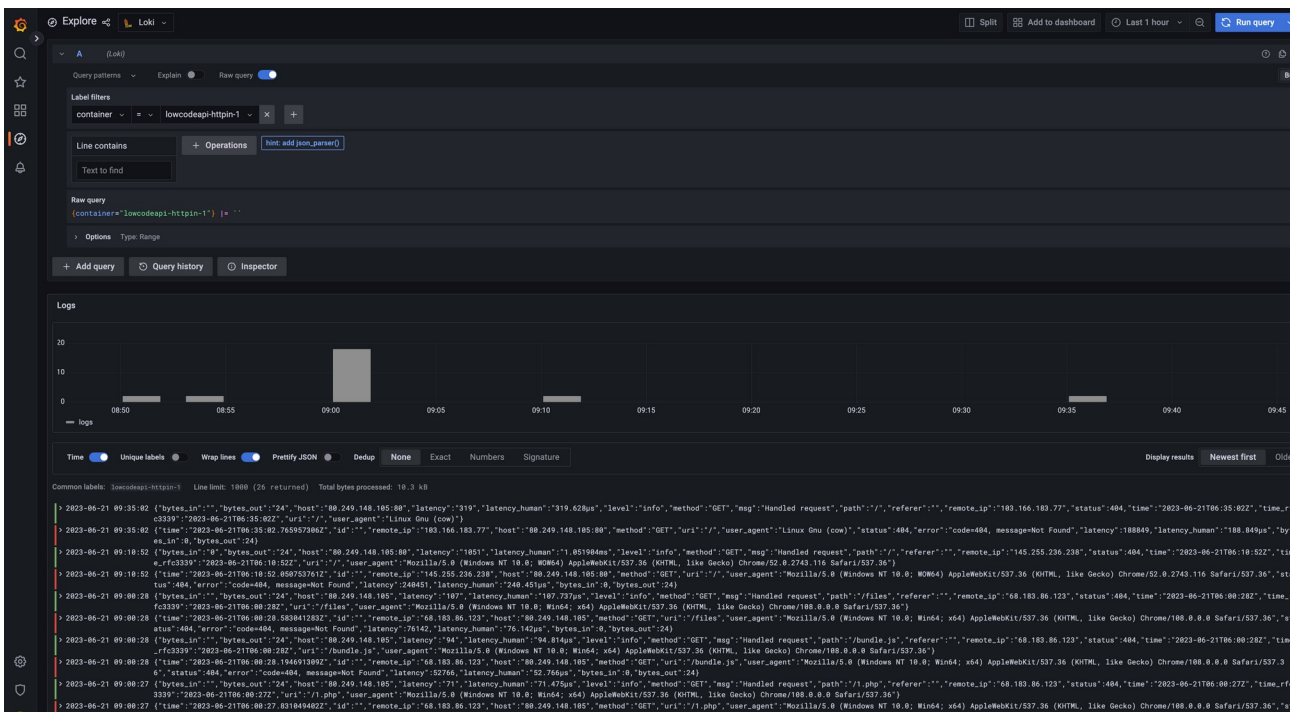 Explore Loki Split Add to dashboard Last 1 hour Run query
A (Loki)
Query patterns Explain Raw query
Label filters
container = lowcodeapi-httpin-1 × +
Line contains + Operations hint: add json_parser()
Text to find
Raw query
{container="lowcodeapi-httpin-1"} |= ``
> Options Type: Range
+ Add query Query history Inspector
Logs
20
10
0
08:50 08:55 09:00 09:05 09:10 09:15 09:20 09:25 09:30 09:35 09:40 09:45
logs
Time Unique labels Wrap lines Prettify JSON Dedup None Exact Numbers Signature Display results Newest first Olde
Common labels: lowcodeapi-httpin-1 Line limit: 1000 (26 returned) Total bytes processed: 10.3 kB
> 2023-06-21 09:35:02 {"bytes_in":"","bytes_out":"24","host":"80.249.148.105:80","latency":"319","latency_human":"319.628µs","level":"info","method":"GET","msg":"Handled request","path":"/","referer":"","remote_ip":"103.166.183.77","status":404,"time":"2023-06-21T06:35:02Z","time_r
c3339":"2023-06-21T06:35:02Z","uri":"/","user_agent":"Linux Gnu (cow)"}
> 2023-06-21 09:35:02 {"time":"2023-06-21T06:35:02.765957306Z","id":"","remote_ip":"103.166.183.77","host":"80.249.148.105:80","method":"GET","uri":"/","user_agent":"Linux Gnu (cow)","status":404,"error":"code=404, message=Not Found","latency":188849,"latency_human":"188.849µs","by
es_in":0,"bytes_out":24}
> 2023-06-21 09:10:52 {"bytes_in":"0","bytes_out":"24","host":"80.249.148.105:80","latency":"1051","latency_human":"1.051904ms","level":"info","method":"GET","msg":"Handled request","path":"/","referer":"","remote_ip":"145.255.236.238","status":404,"time":"2023-06-21T06:10:52Z","ti
e_rfc3339":"2023-06-21T06:10:52Z","uri":"/","user_agent":"Mozilla/5.0 (Windows NT 10.0; WOW64) AppleWebKit/537.36 (KHTML, like Gecko) Chrome/52.0.2743.116 Safari/537.36"}
> 2023-06-21 09:10:52 {"time":"2023-06-21T06:10:52.050753761Z","id":"","remote_ip":"145.255.236.238","host":"80.249.148.105:80","method":"GET","uri":"/","user_agent":"Mozilla/5.0 (Windows NT 10.0; WOW64) AppleWebKit/537.36 (KHTML, like Gecko) Chrome/52.0.2743.116 Safari/537.36","st
tus":404,"error":"code=404, message=Not Found","latency":240451,"latency_human":"240.451µs","bytes_in":0,"bytes_out":24}
> 2023-06-21 09:00:28 {"bytes_in":"","bytes_out":"24","host":"80.249.148.105","latency":"107","latency_human":"107.737µs","level":"info","method":"GET","msg":"Handled request","path":"/files","referer":"","remote_ip":"68.183.86.123","status":404,"time":"2023-06-21T06:00:28Z","time_
fc3339":"2023-06-21T06:00:28Z","uri":"/files","user_agent":"Mozilla/5.0 (Windows NT 10.0; Win64; x64) AppleWebKit/537.36 (KHTML, like Gecko) Chrome/108.0.0.0 Safari/537.36"}
> 2023-06-21 09:00:28 {"time":"2023-06-21T06:00:28.583041283Z","id":"","remote_ip":"68.183.86.123","host":"80.249.148.105","method":"GET","uri":"/files","user_agent":"Mozilla/5.0 (Windows NT 10.0; Win64; x64) AppleWebKit/537.36 (KHTML, like Gecko) Chrome/108.0.0.0 Safari/537.36","s
atus":404,"error":"code=404, message=Not Found","latency":76142,"latency_human":"76.142µs","bytes_in":0,"bytes_out":24}
> 2023-06-21 09:00:28 {"bytes_in":"","bytes_out":"24","host":"80.249.148.105","latency":"94","latency_human":"94.814µs","level":"info","method":"GET","msg":"Handled request","path":"/bundle.js","referer":"","remote_ip":"68.183.86.123","status":404,"time":"2023-06-21T06:00:28Z","tim
_rfc3339":"2023-06-21T06:00:28Z","uri":"/bundle.js","user_agent":"Mozilla/5.0 (Windows NT 10.0; Win64; x64) AppleWebKit/537.36 (KHTML, like Gecko) Chrome/108.0.0.0 Safari/537.36"}
> 2023-06-21 09:00:28 {"time":"2023-06-21T06:00:28.194691309Z","id":"","remote_ip":"68.183.86.123","host":"80.249.148.105","method":"GET","uri":"/bundle.js","user_agent":"Mozilla/5.0 (Windows NT 10.0; Win64; x64) AppleWebKit/537.36 (KHTML, like Gecko) Chrome/108.0.0.0 Safari/537.3
6","status":404,"error":"code=404, message=Not Found","latency":52766,"latency_human":"52.766µs","bytes_in":0,"bytes_out":24}
> 2023-06-21 09:00:27 {"bytes_in":"","bytes_out":"24","host":"80.249.148.105","latency":"71","latency_human":"71.475µs","level":"info","method":"GET","msg":"Handled request","path":"/1.php","referer":"","remote_ip":"68.183.86.123","status":404,"time":"2023-06-21T06:00:27Z","time_rf
3339":"2023-06-21T06:00:27Z","uri":"/1.php","user_agent":"Mozilla/5.0 (Windows NT 10.0; Win64; x64) AppleWebKit/537.36 (KHTML, like Gecko) Chrome/108.0.0.0 Safari/537.36"}
> 2023-06-21 09:00:27 {"time":"2023-06-21T06:00:27.831049402Z","id":"","remote_ip":"68.183.86.123","host":"80.249.148.105","method":"GET","uri":"/1.php","user_agent":"Mozilla/5.0 (Windows NT 10.0; Win64; x64) AppleWebKit/537.36 (KHTML, like Gecko) Chrome/108.0.0.0 Safari/537.36","s